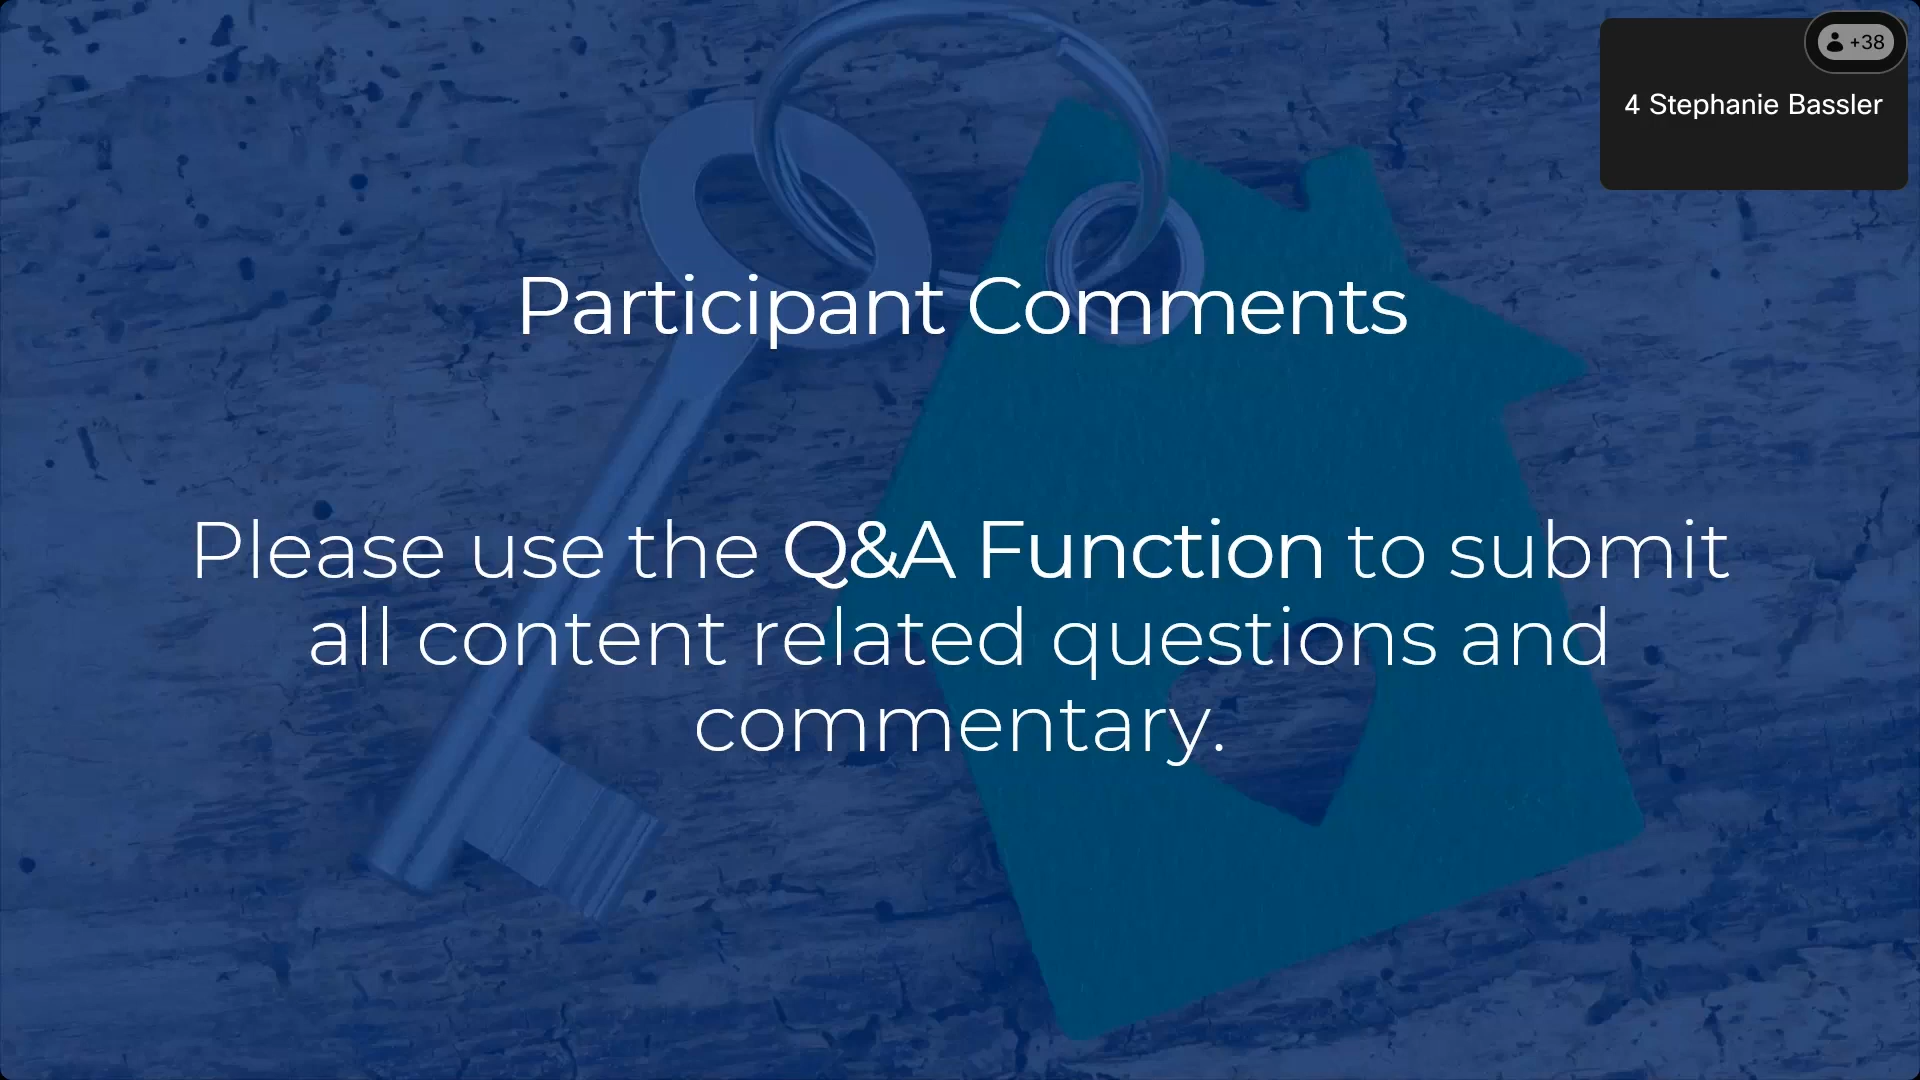 +38
4 Stephanie Bassler
Participant Comments
Please use the Q&A Function to submit
all content related questions and
commentary.